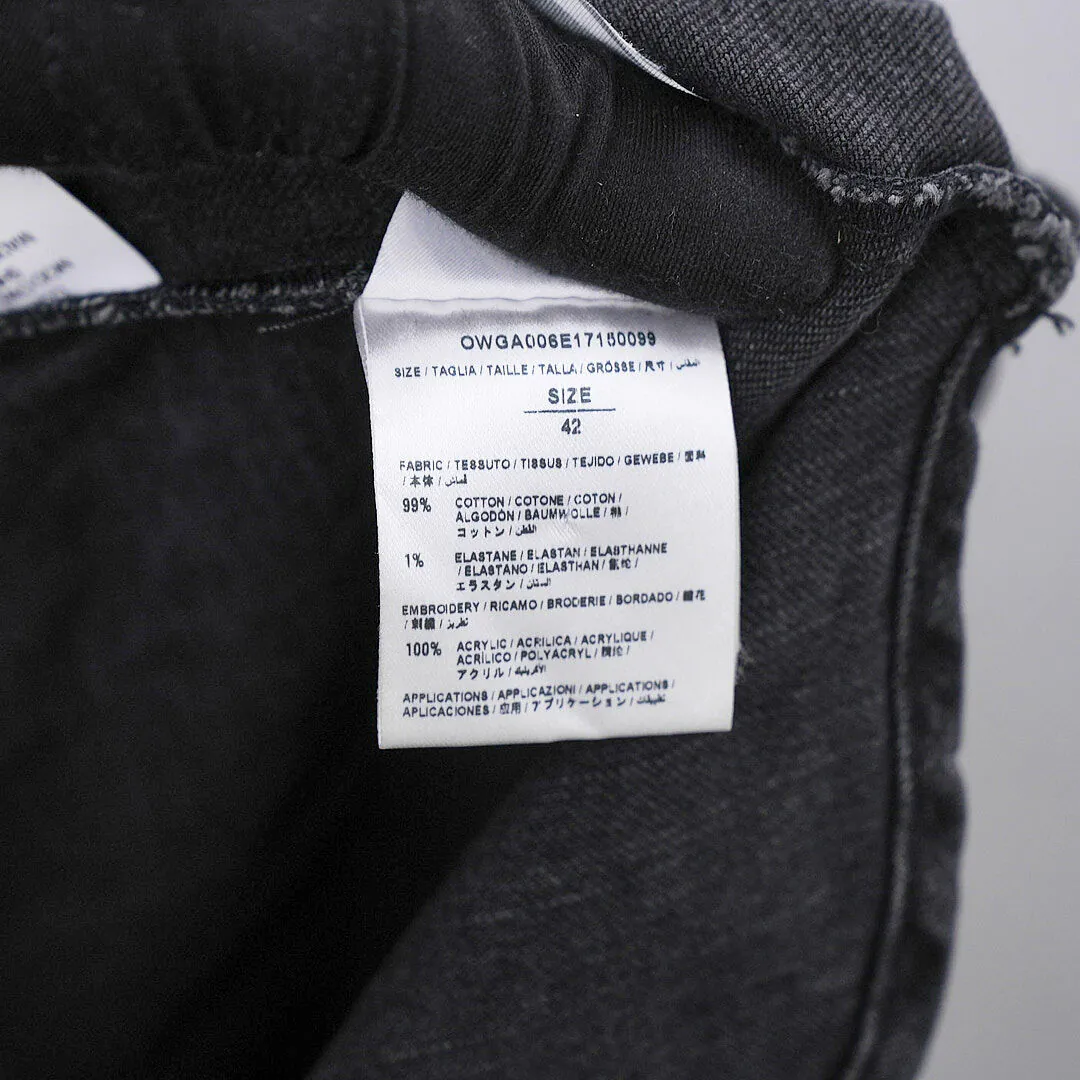 OWGA006E17150099
SIZE / TAGLIA / TAILLE / TALLA / GRÖSSE / 尺寸 / المقاس
SIZE
42
FABRIC / TESSUTO / TISSUS / TEJIDO / GEWEBE / 面料
/ 本体 / قماش
99% COTTON / COTONE / COTON /
ALGODÓN / BAUMWOLLE / 棉 /
コットン / القطن
1% ELASTANE / ELASTAN / ELASTHANNE
/ ELASTANO / ELASTHAN / 氨纶 /
エラスタン /
EMBROIDERY / RICAMO / BRODERIE / BORDADO / 繡花
/ 刺繍 / تطريز
100% ACRYLIC / ACRILICA / ACRYLIQUE /
ACRÍLICO / POLYACRYL / 腈纶 /
アクリル / الأكريليك
APPLICATIONS / APPLICAZIONI / APPLICATIONS /
APLICACIONES / 应用 / アプリケーション / تطبيقات